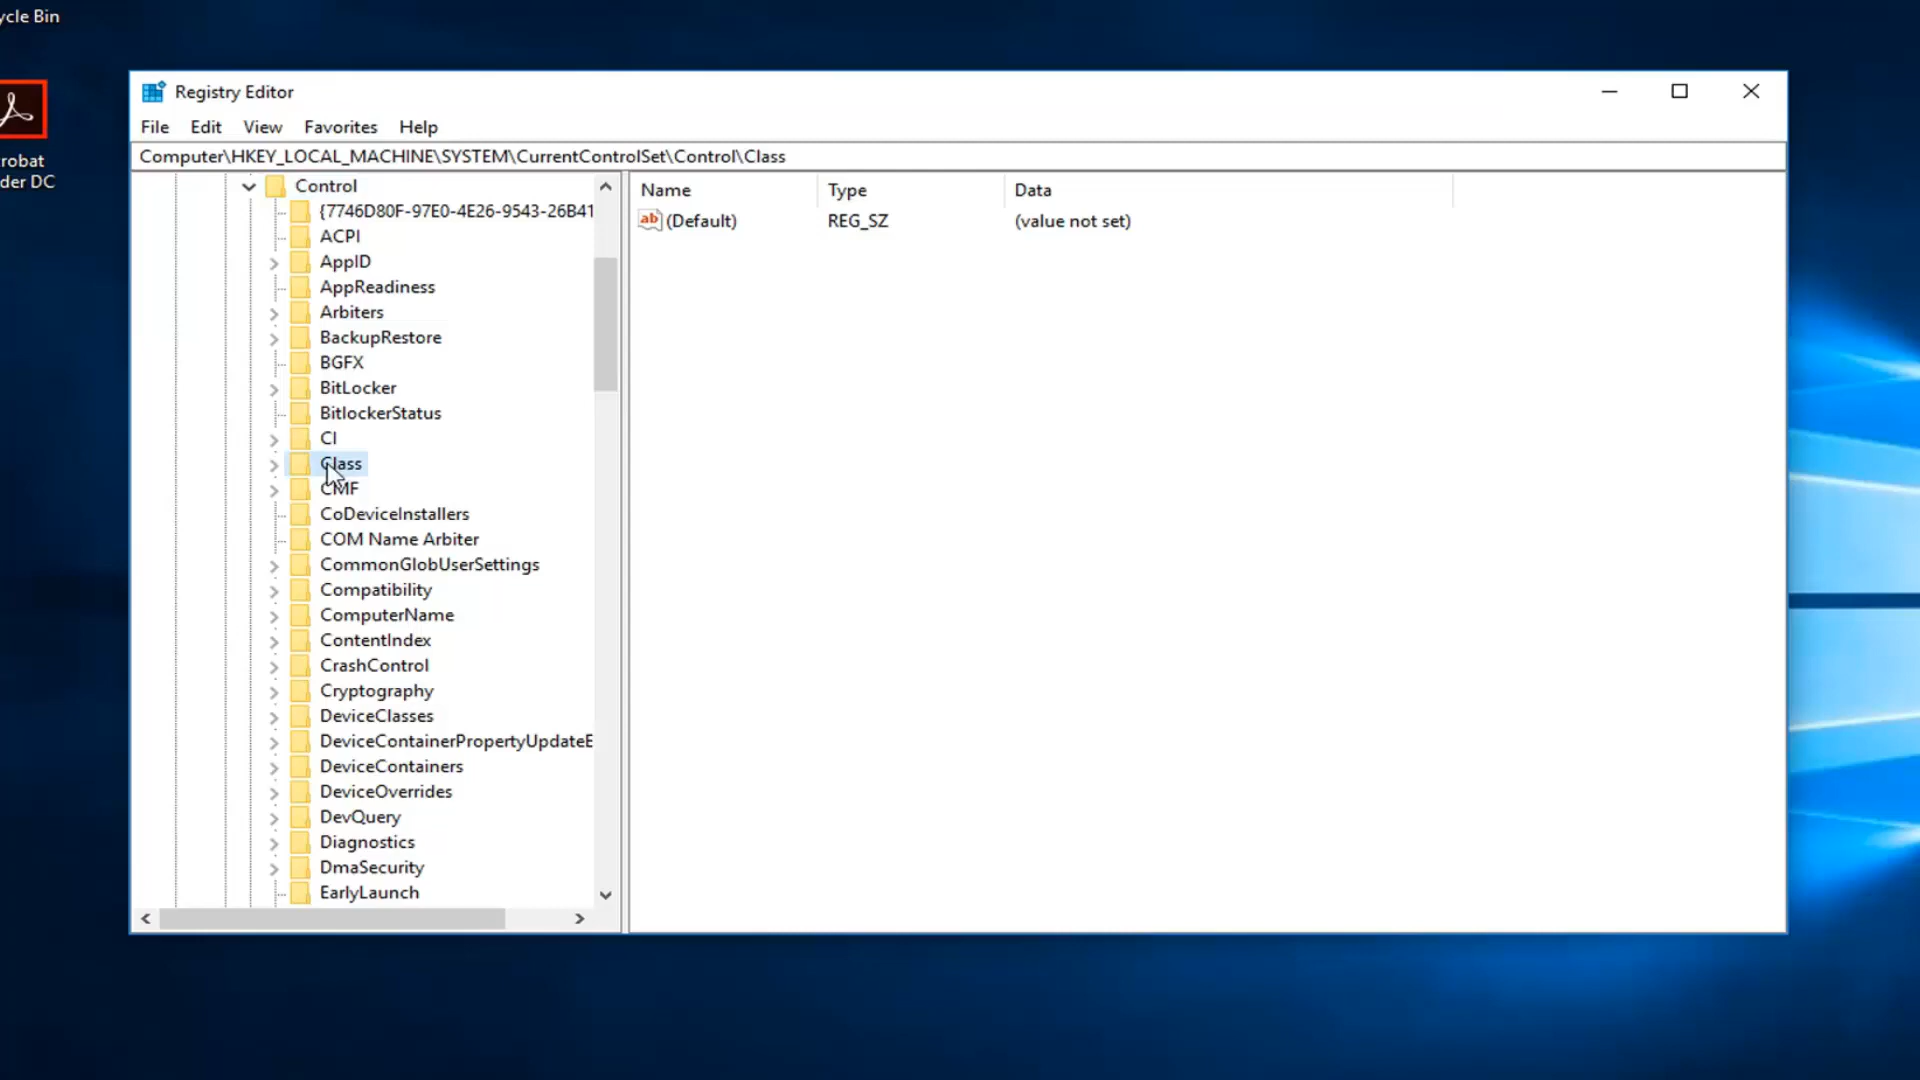 ycle Bin
robat
der DC
Registry Editor
File Edit View Favorites Help
Computer\HKEY_LOCAL_MACHINE\SYSTEM\CurrentControlSet\Control\Class
Control
{7746D80F-97E0-4E26-9543-26B41
ACPI
AppID
AppReadiness
Arbiters
BackupRestore
BGFX
BitLocker
BitlockerStatus
CI
Class
CMF
CoDeviceInstallers
COM Name Arbiter
CommonGlobUserSettings
Compatibility
ComputerName
ContentIndex
CrashControl
Cryptography
DeviceClasses
DeviceContainerPropertyUpdateE
DeviceContainers
DeviceOverrides
DevQuery
Diagnostics
DmaSecurity
EarlyLaunch
Name Type Data
ab (Default) REG_SZ (value not set)